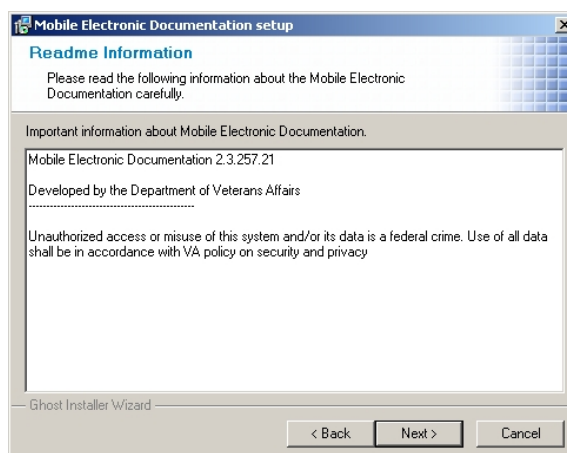 Mobile Electronic Documentation setup
Readme Information
Please read the following information about the Mobile Electronic
Documentation carefully.
Important information about Mobile Electronic Documentation.
Mobile Electronic Documentation 2.3.257.21
Developed by the Department of Veterans Affairs
-----------------------------------------------
Unauthorized access or misuse of this system and/or its data is a federal crime. Use of all data
shall be in accordance with VA policy on security and privacy
Ghost Installer Wizard
< Back Next > Cancel